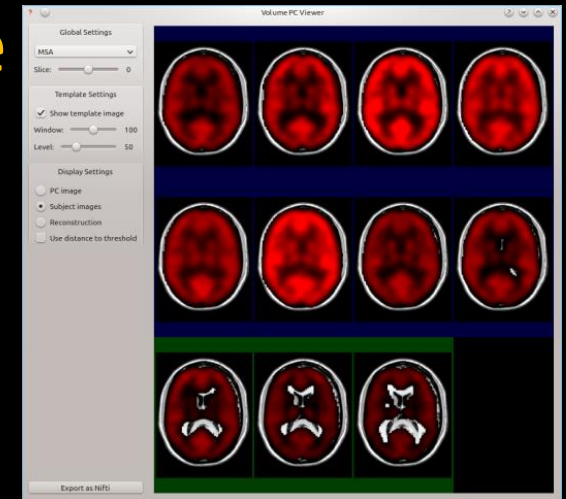 Volume PC Viewer
Global Settings
MSA
Slice: 0
Template Settings
Show template image
Window: 100
Level: 50
Display Settings
PC image
Subject images
Reconstruction
Use distance to threshold
Export as Nifti